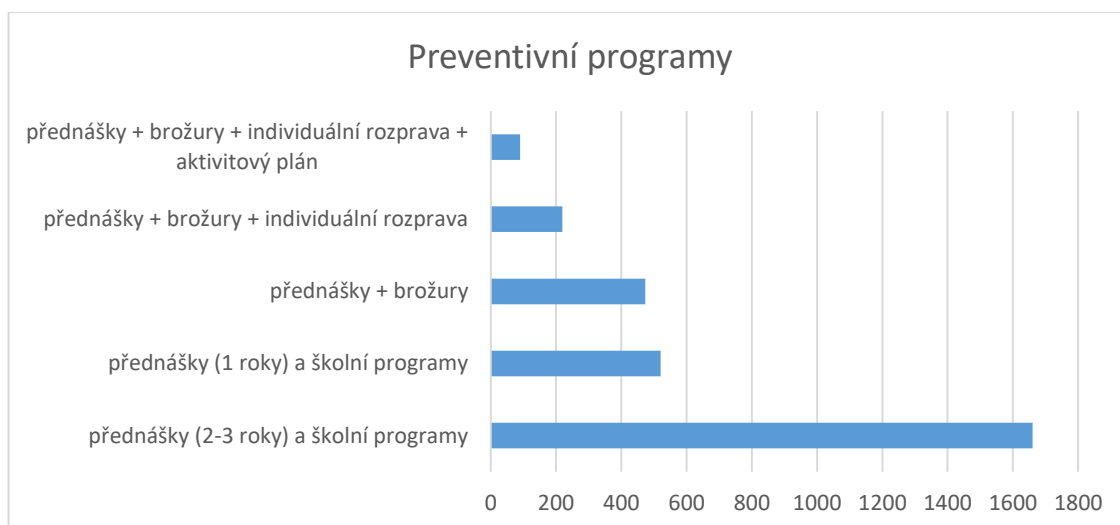 Preventivní programy
přednášky + brožury + individuální rozprava +
aktivitový plán
přednášky + brožury + individuální rozprava
přednášky + brožury
přednášky (1 roky) a školní programy
přednášky (2-3 roky) a školní programy
0 200 400 600 800 1000 1200 1400 1600 1800